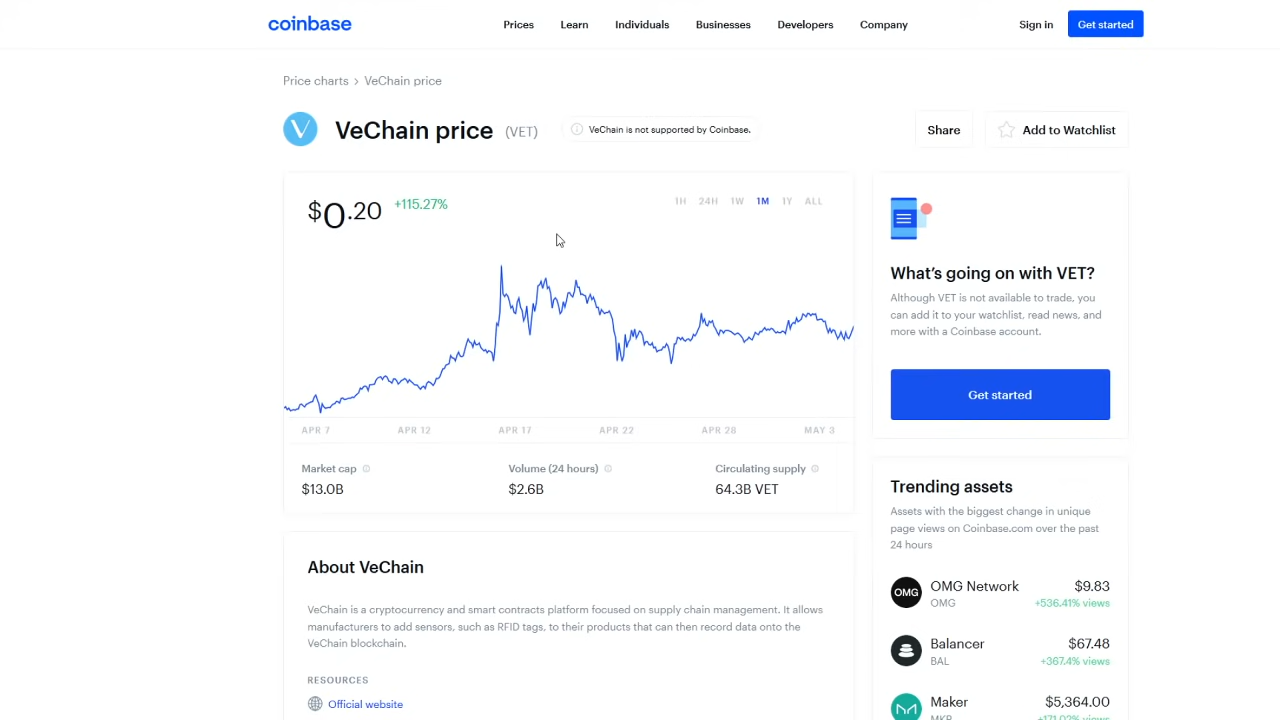 coinbase
Prices
Learn
Individuals
Businesses
Developers
Company
Sign in
Get started
Price charts › VeChain price
VeChain price (VET)
VeChain is not supported by Coinbase.
Share
Add to Watchlist
$0.20 +115.27%
1H 24H 1W 1M 1Y ALL
APR 7 APR 12 APR 17 APR 22 APR 28 MAY 3
Market cap
$13.0B
Volume (24 hours)
$2.6B
Circulating supply
64.3B VET
About VeChain
VeChain is a cryptocurrency and smart contracts platform focused on supply chain management. It allows
manufacturers to add sensors, such as RFID tags, to their products that can then record data onto the
VeChain blockchain.
RESOURCES
Official website
What's going on with VET?
Although VET is not available to trade, you
can add it to your watchlist, read news, and
more with a Coinbase account.
Get started
Trending assets
Assets with the biggest change in unique
page views on Coinbase.com over the past
24 hours
OMG
OMG Network $9.83
OMG +536.41% views
Balancer $67.48
BAL +367.4% views
Maker $5,364.00
MKR +171.02% views